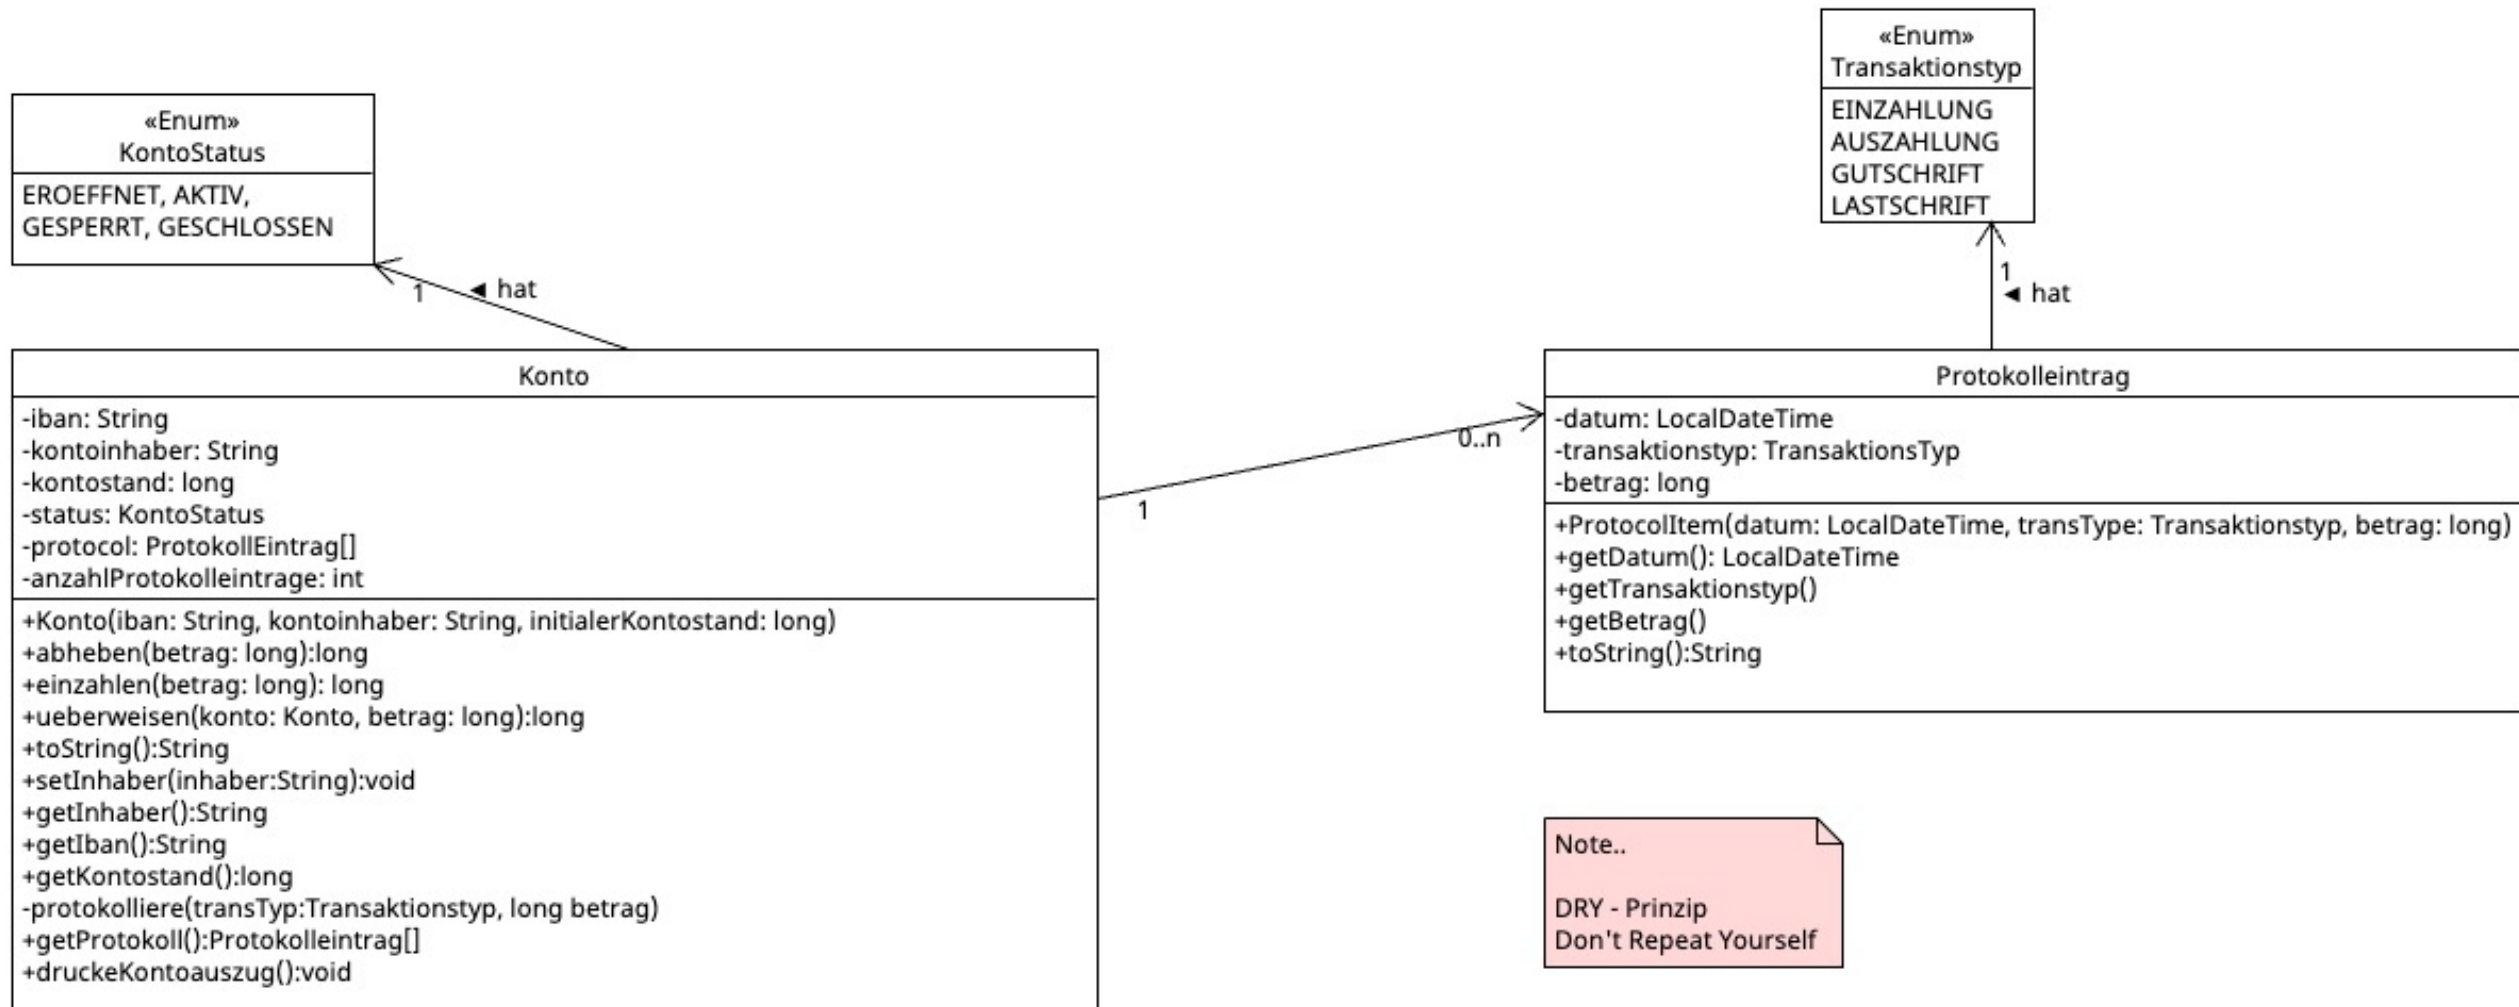 «Enum»
Transaktionstyp
EINZAHLUNG
AUSZAHLUNG
GUTSCHRIFT
LASTSCHRIFT
1
◄ hat
«Enum»
KontoStatus
EROEFFNET, AKTIV,
GESPERRT, GESCHLOSSEN
1
◄ hat
Konto
-iban: String
-kontoinhaber: String
-kontostand: long
-status: KontoStatus
-protocol: ProtokollEintrag[]
-anzahlProtokolleintrage: int
+Konto(iban: String, kontoinhaber: String, initialerKontostand: long)
+abheben(betrag: long):long
+einzahlen(betrag: long): long
+ueberweisen(konto: Konto, betrag: long):long
+toString():String
+setInhaber(inhaber:String):void
+getInhaber():String
+getIban():String
+getKontostand():long
-protokolliere(transTyp:Transaktionstyp, long betrag)
+getProtokoll():Protokolleintrag[]
+druckeKontoauszug():void
1
0..n
Protokolleintrag
-datum: LocalDateTime
-transaktionstyp: TransaktionsTyp
-betrag: long
+ProtocolItem(datum: LocalDateTime, transType: Transaktionstyp, betrag: long)
+getDatum(): LocalDateTime
+getTransaktionstyp()
+getBetrag()
+toString():String
Note..
DRY - Prinzip
Don't Repeat Yourself